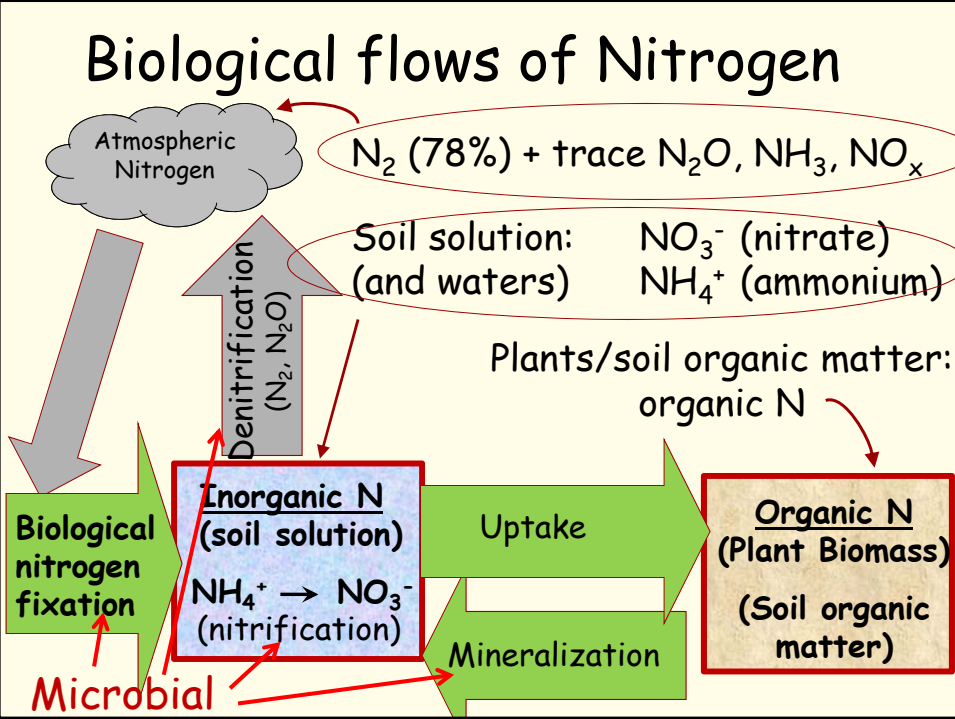 Biological flows of Nitrogen
Atmospheric
Nitrogen
N₂ (78%) + trace N₂O, NH₃, NOₓ
Soil solution: NO₃⁻ (nitrate)
(and waters) NH₄⁺ (ammonium)
Plants/soil organic matter:
organic N
Denitrification
(N₂, N₂O)
Biological
nitrogen
fixation
Inorganic N
(soil solution)
NH₄⁺ → NO₃⁻
(nitrification)
Uptake
Mineralization
Organic N
(Plant Biomass)
(Soil organic
matter)
Microbial